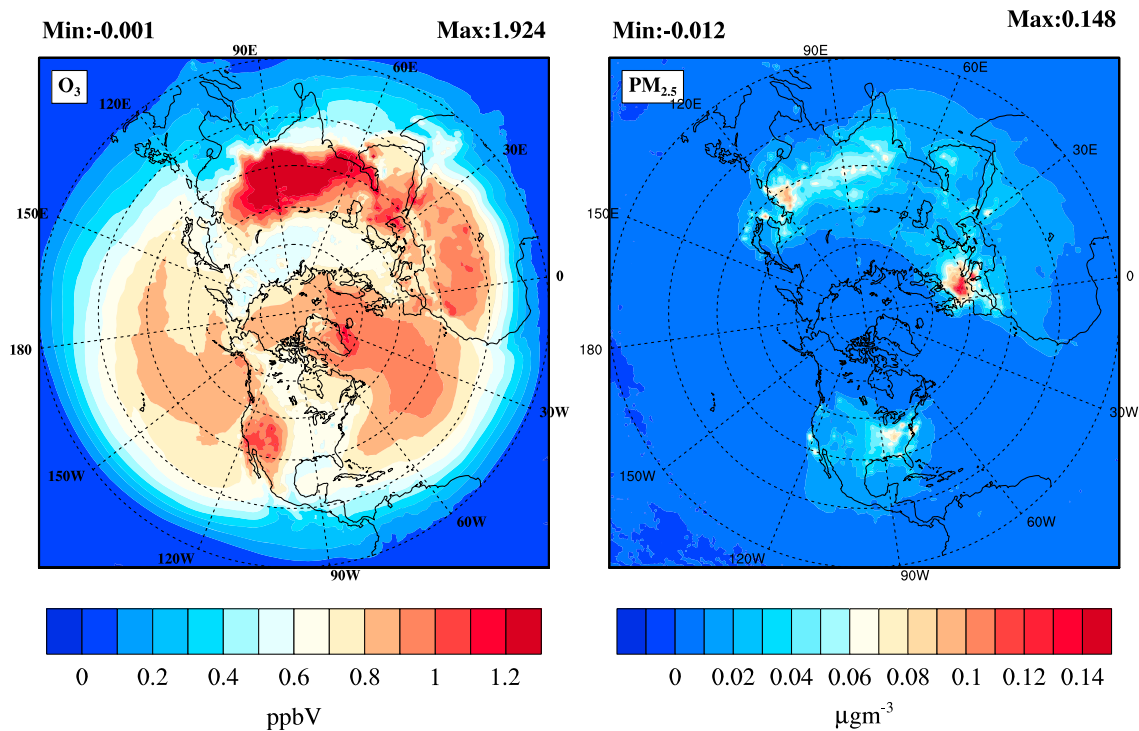 Min:-0.001 Max:1.924
O3
90E
60E
120E
30E
150E
0
180
30W
150W
60W
120W
90W
0 0.2 0.4 0.6 0.8 1 1.2
ppbV
Min:-0.012 Max:0.148
PM2.5
90E
60E
120E
30E
150E
0
180
30W
150W
60W
120W
90W
0 0.02 0.04 0.06 0.08 0.1 0.12 0.14
μgm-3